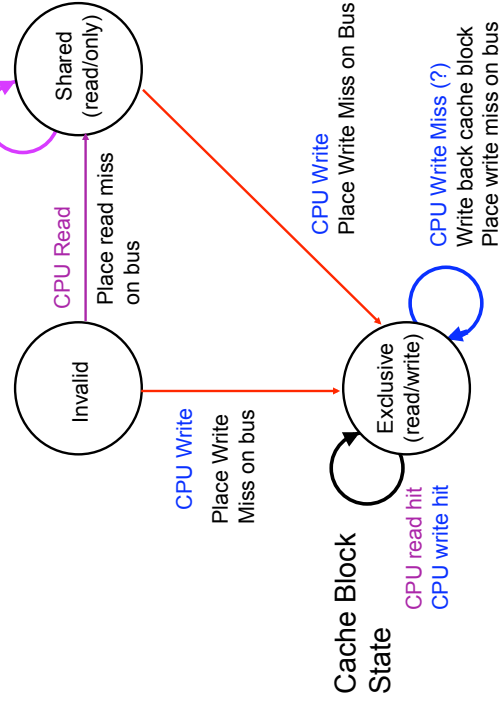 Invalid
CPU Read
Place read miss
on bus
Shared
(read/only)
CPU Write
Place Write
Miss on bus
CPU Write
Place Write Miss on Bus
Cache Block
State
CPU read hit
CPU write hit
Exclusive
(read/write)
CPU Write Miss (?)
Write back cache block
Place write miss on bus